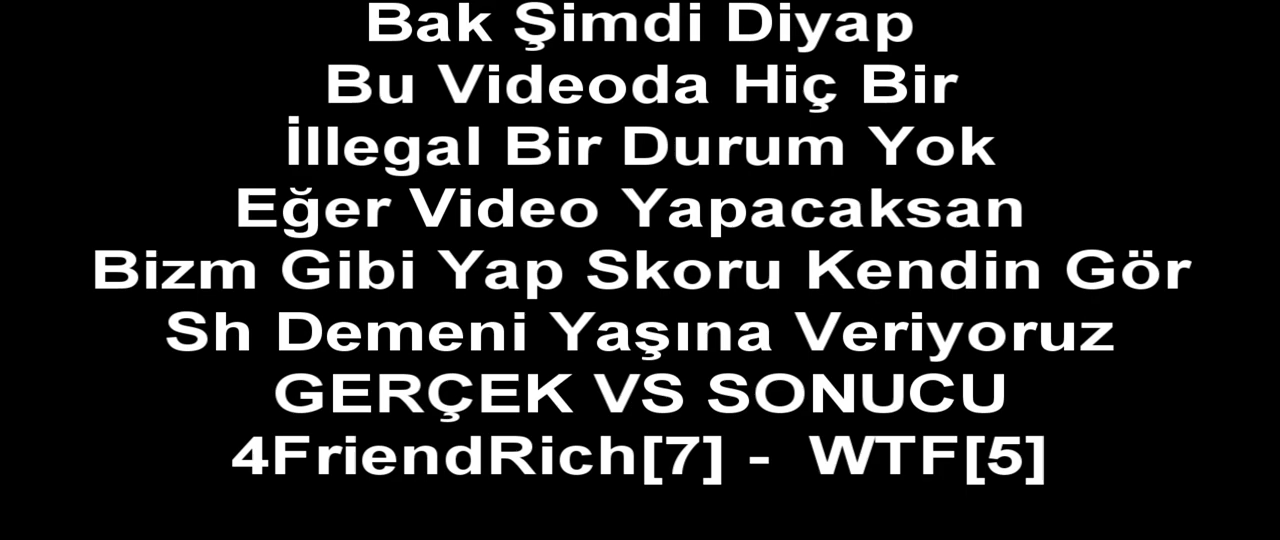 Bak Şimdi Diyap
Bu Videoda Hiç Bir
İllegal Bir Durum Yok
Eğer Video Yapacaksan
Bizm Gibi Yap Skoru Kendin Gör
Sh Demeni Yaşına Veriyoruz
GERÇEK VS SONUCU
4FriendRich[7] - WTF[5]